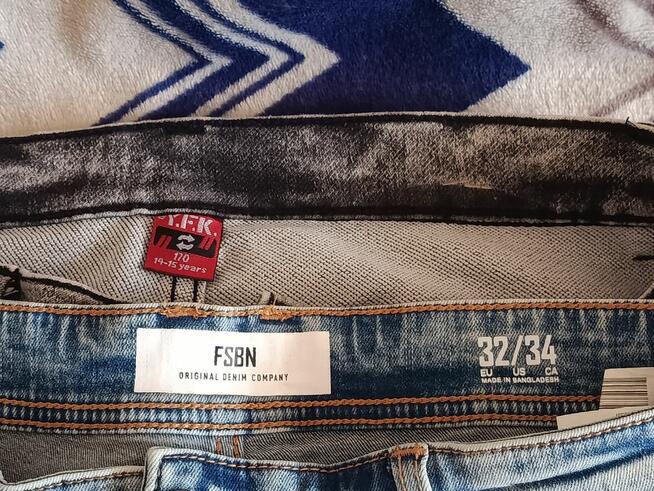 Y.F.K.
170
14-15 years
FSBN
ORIGINAL DENIM COMPANY
32/34
EU US CA
MADE IN BANGLADESH